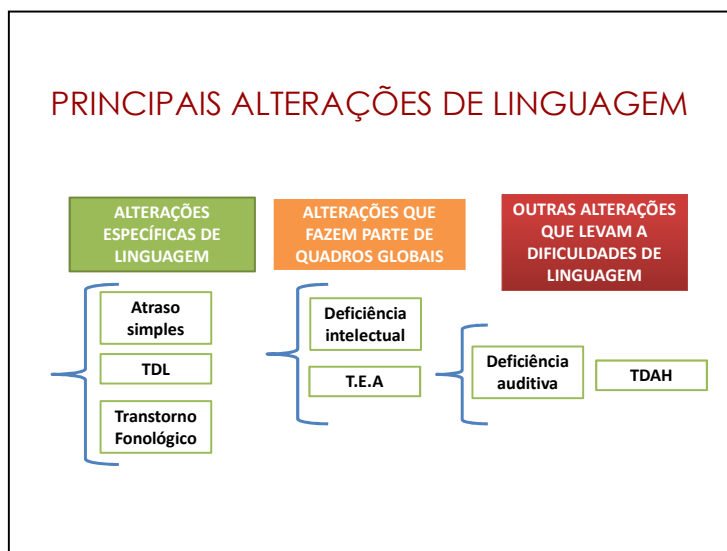 PRINCIPAIS ALTERAÇÕES DE LINGUAGEM
ALTERAÇÕES
ESPECÍFICAS DE
LINGUAGEM
Atraso
simples
TDL
Transtorno
Fonológico
ALTERAÇÕES QUE
FAZEM PARTE DE
QUADROS GLOBAIS
Deficiência
intelectual
T.E.A
OUTRAS ALTERAÇÕES
QUE LEVAM A
DIFICULDADES DE
LINGUAGEM
Deficiência
auditiva
TDAH